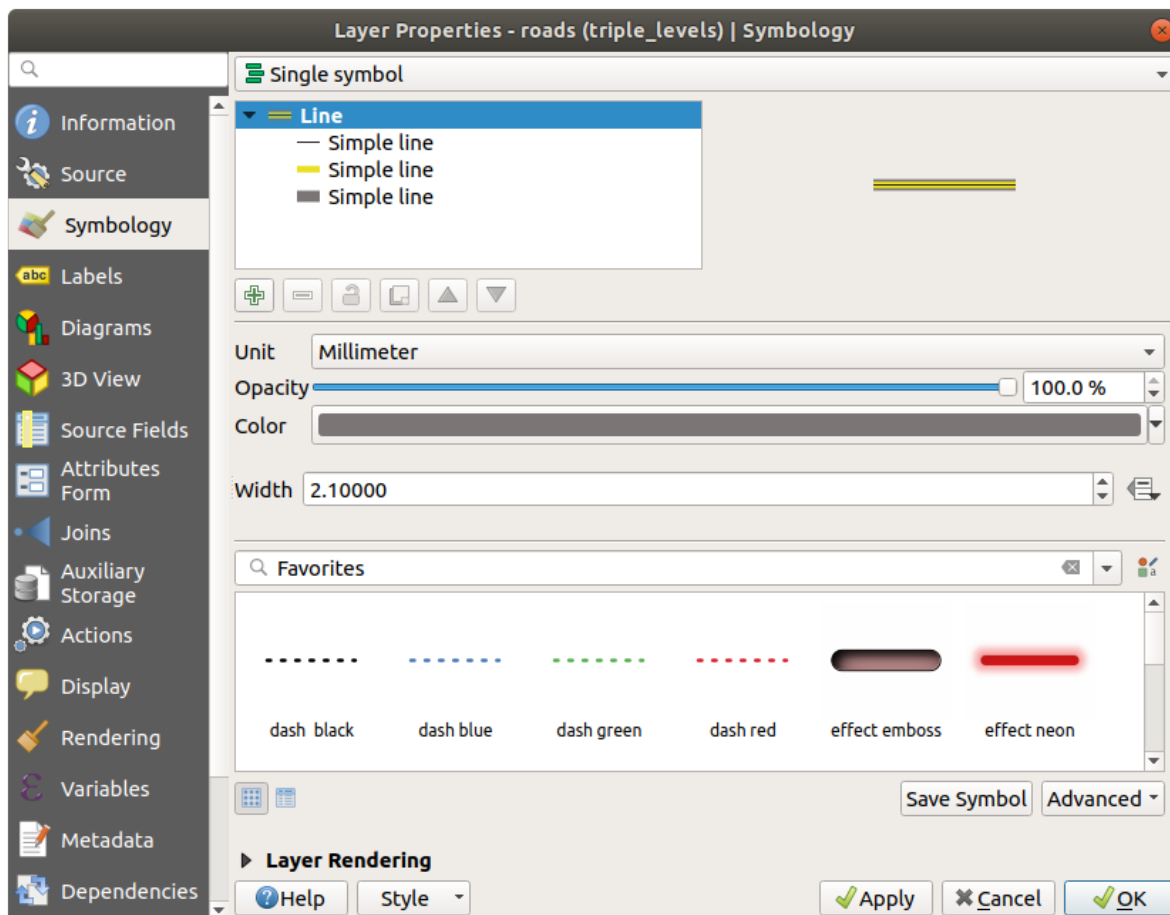 Layer Properties - roads (triple_levels) | Symbology
Information
Source
Symbology
abc Labels
Diagrams
3D View
Source Fields
Attributes
Form
Joins
Auxiliary
Storage
Actions
Display
Rendering
Variables
Metadata
Dependencies
Single symbol
Line
Simple line
Simple line
Simple line
Unit Millimeter
Opacity 100.0 %
Color
Width 2.10000
Favorites
dash black dash blue dash green dash red effect emboss effect neon
Save Symbol Advanced
Layer Rendering
Help Style Apply Cancel OK